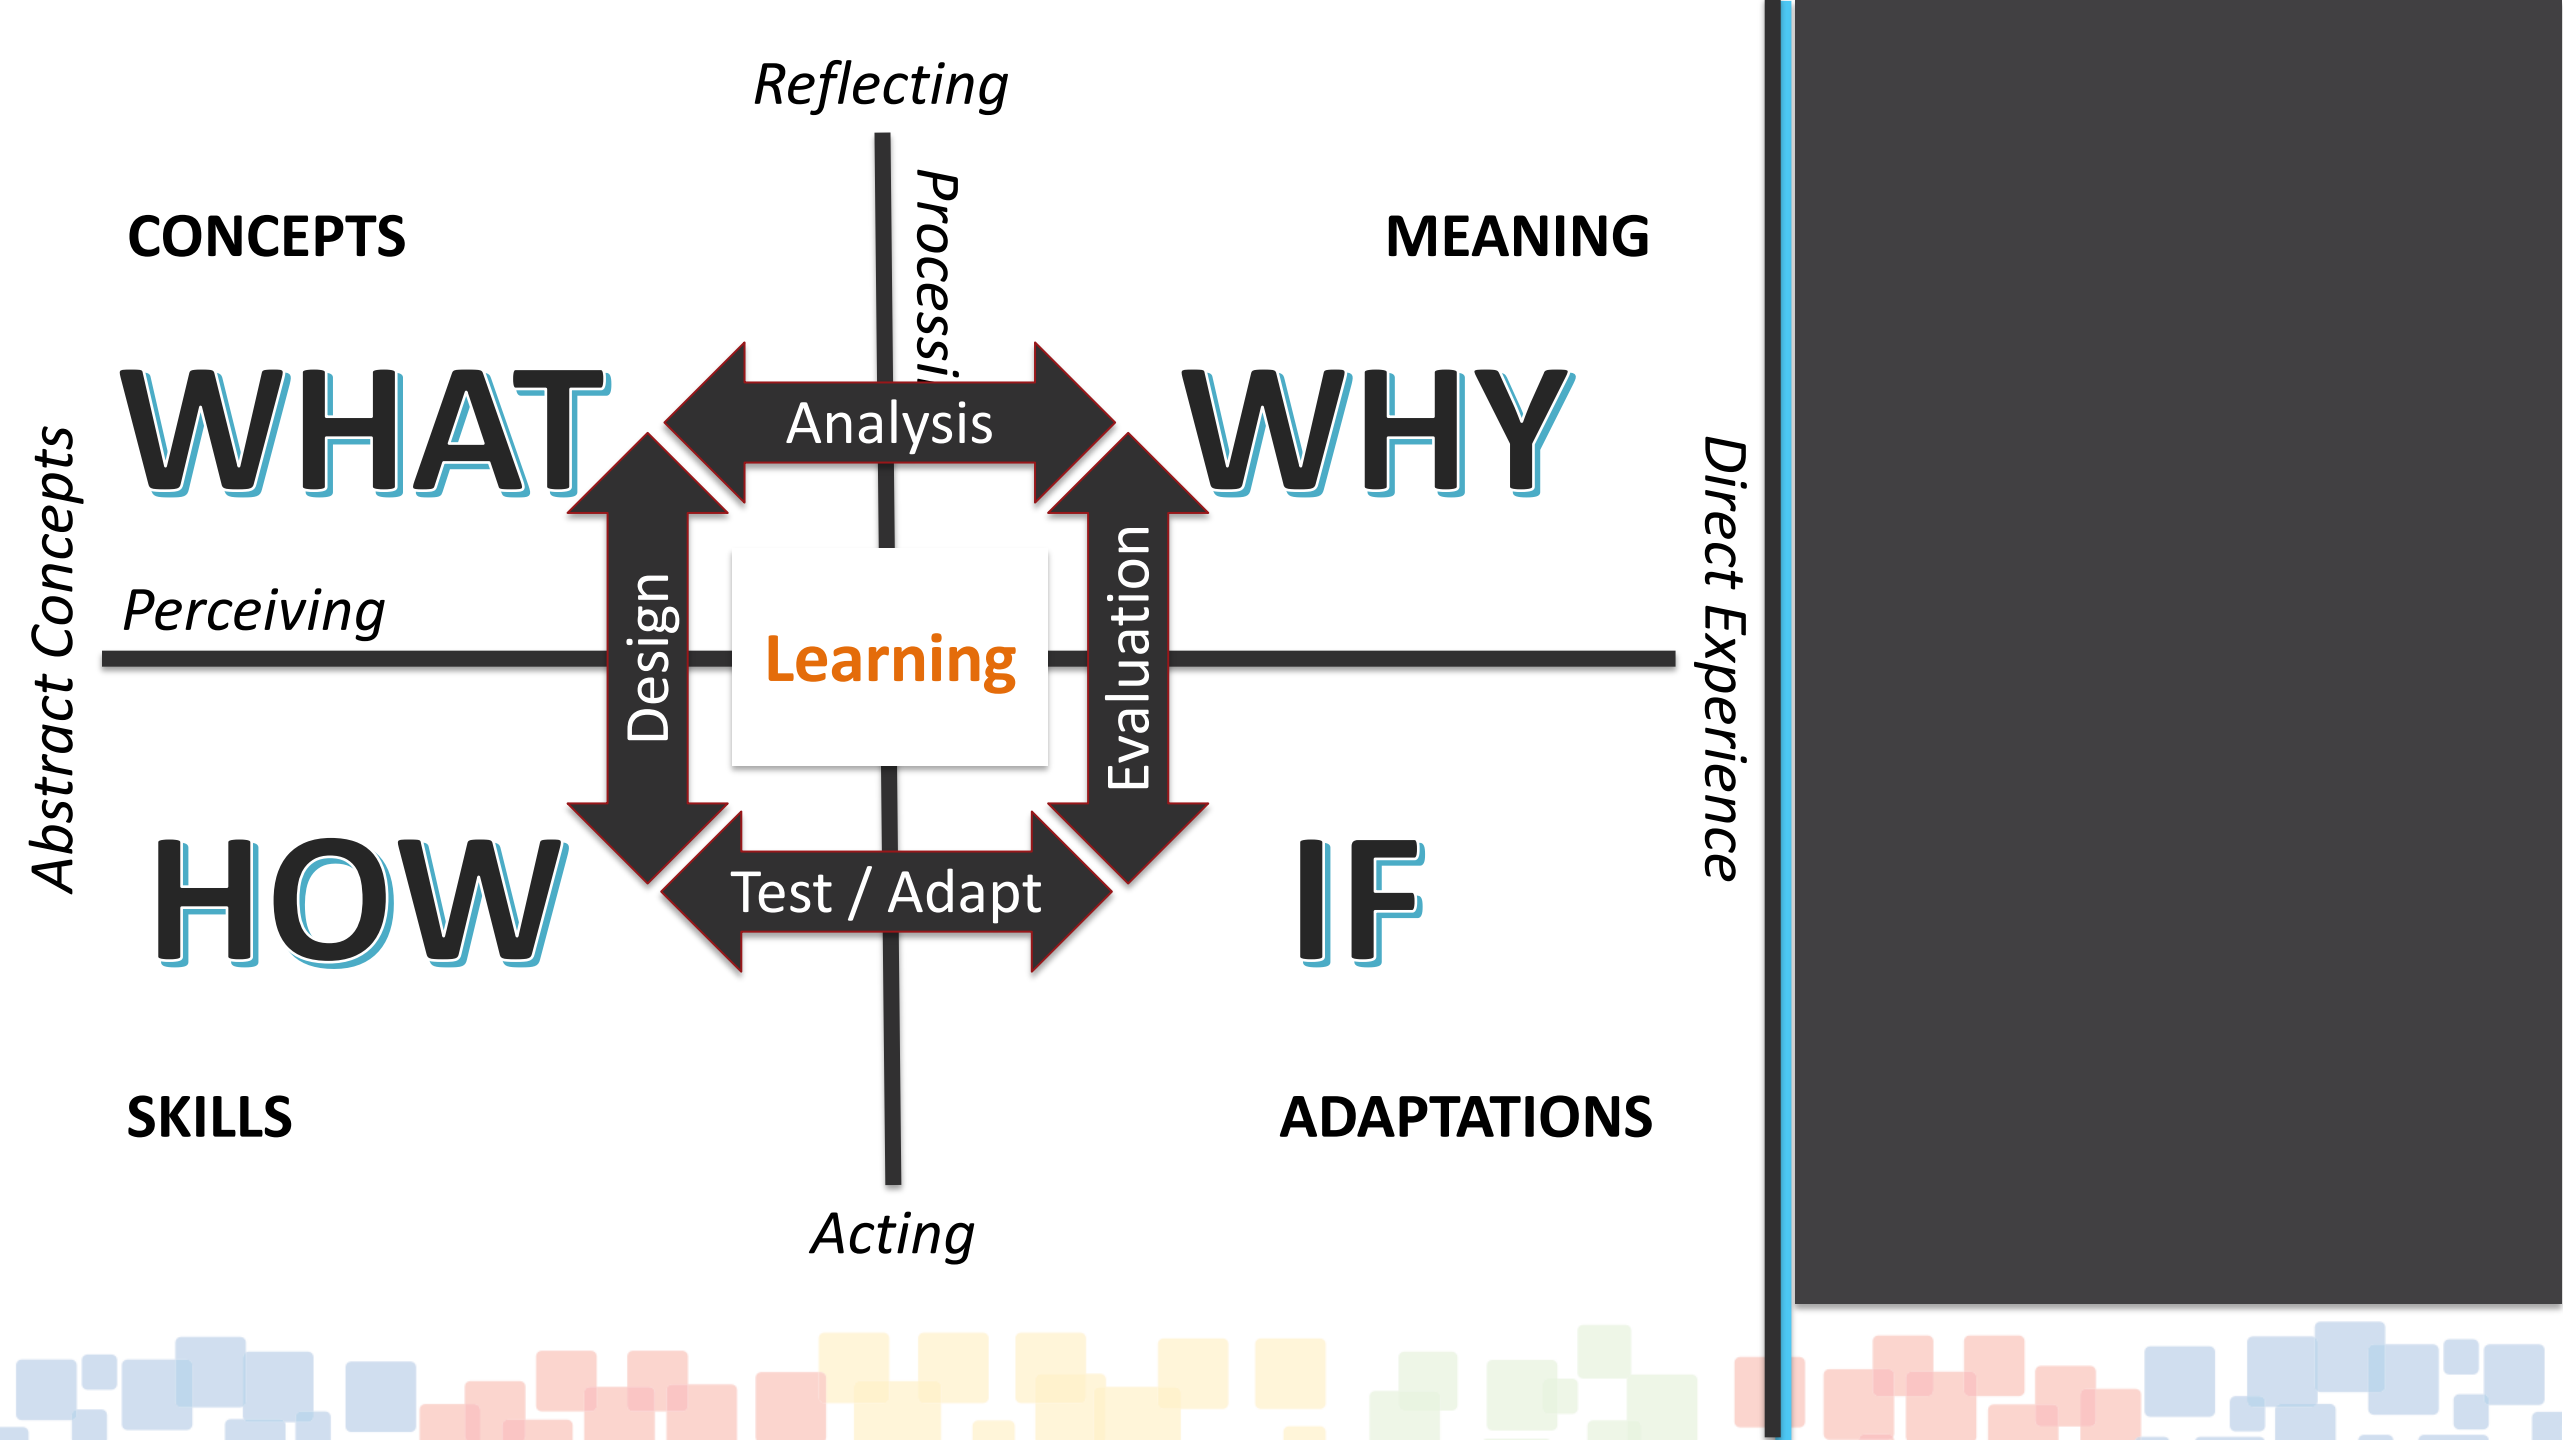 Reflecting
Processi
CONCEPTS
MEANING
WHAT
WHY
Analysis
Abstract Concepts
Perceiving
Design
Learning
Evaluation
Direct Experience
HOW
Test / Adapt
IF
SKILLS
ADAPTATIONS
Acting